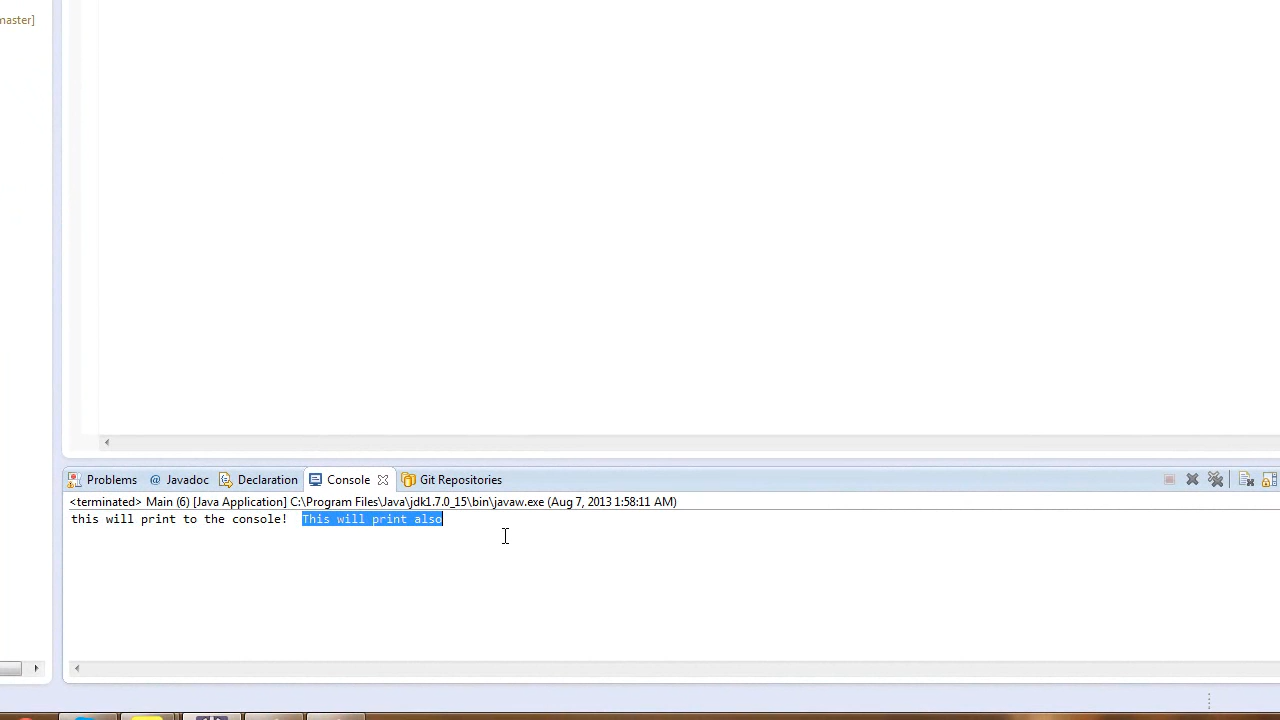 master]
Problems @ Javadoc Declaration Console Git Repositories
<terminated> Main (6) [Java Application] C:\Program Files\Java\jdk1.7.0_15\bin\javaw.exe (Aug 7, 2013 1:58:11 AM)
this will print to the console!  This will print also